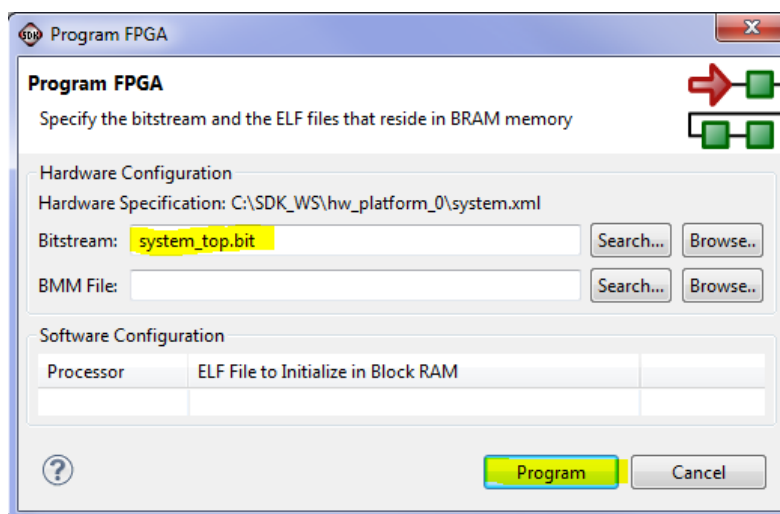 SDK Program FPGA
X
Program FPGA
Specify the bitstream and the ELF files that reside in BRAM memory
Hardware Configuration
Hardware Specification: C:\SDK_WS\hw_platform_0\system.xml
Bitstream: system_top.bit Search... Browse..
BMM File: Search... Browse..
Software Configuration
Processor ELF File to Initialize in Block RAM
? Program Cancel